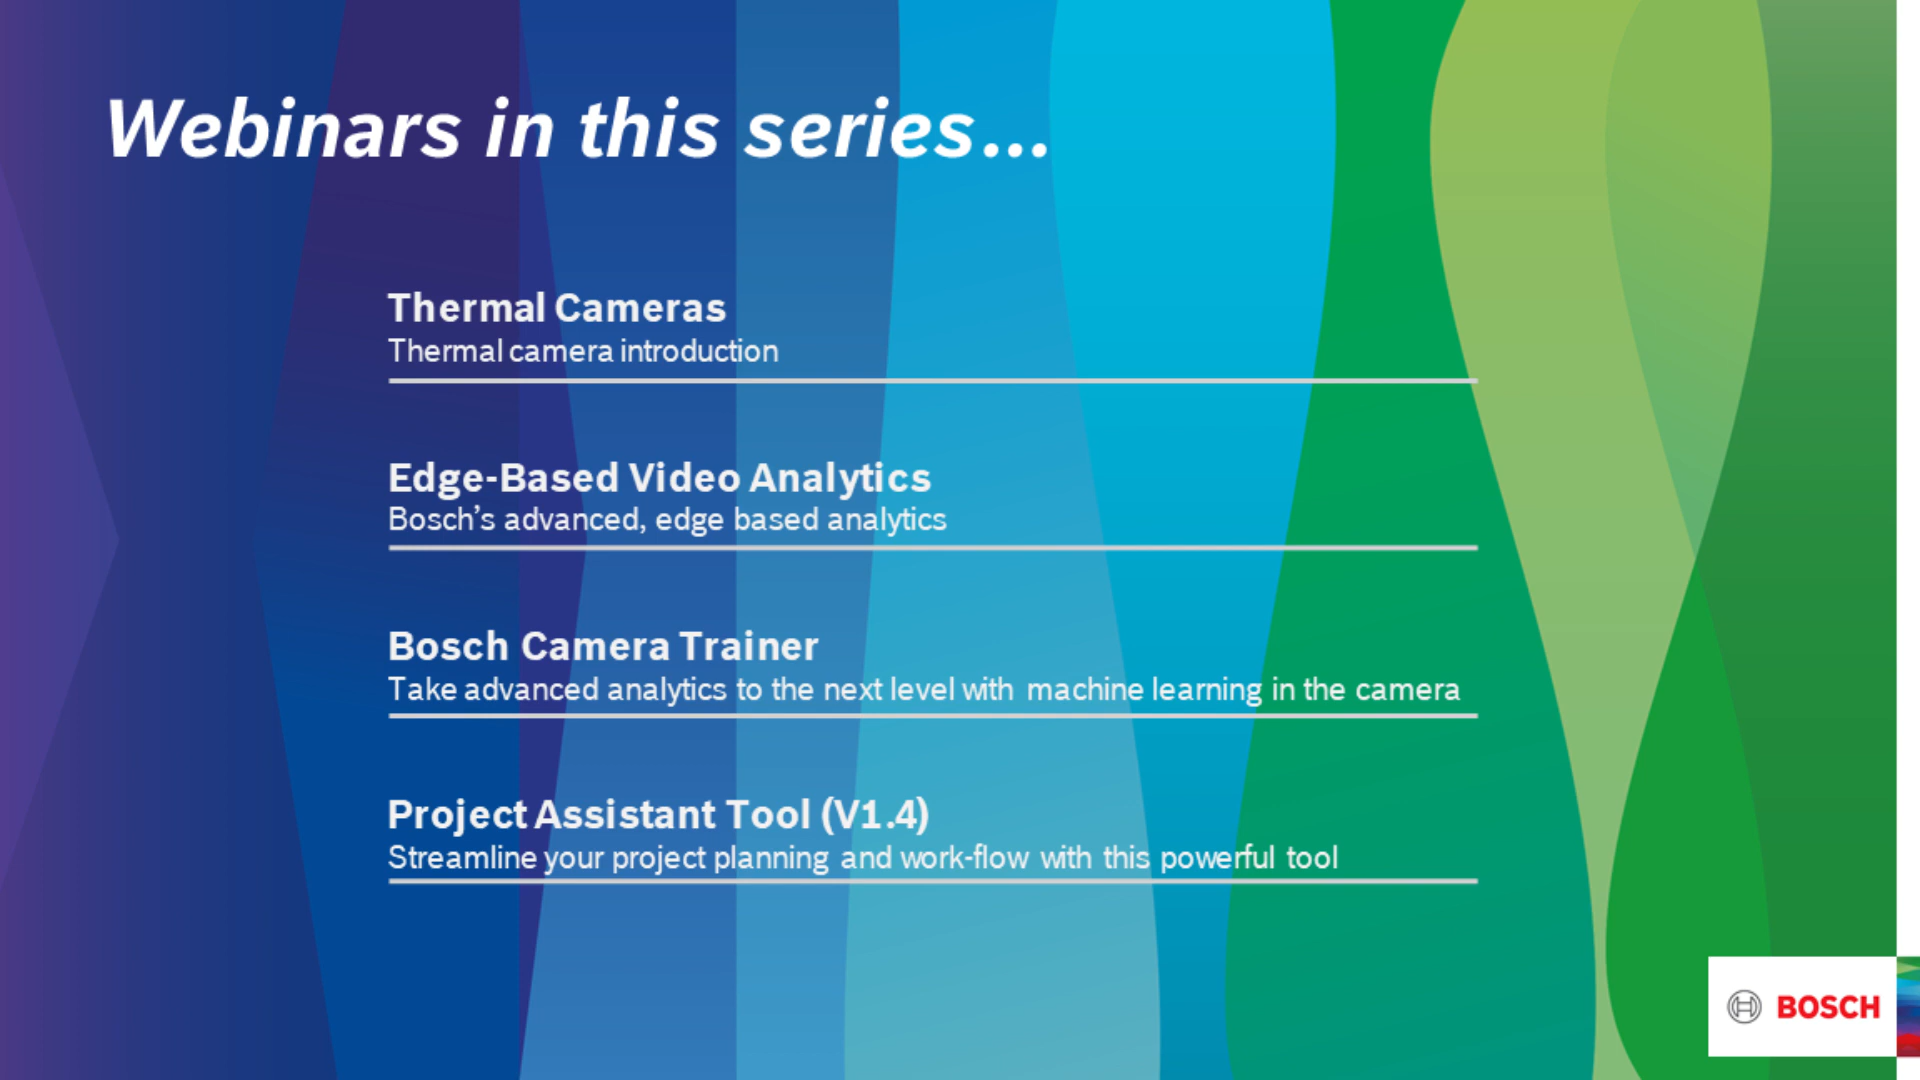 Webinars in this series...
Thermal Cameras
Thermal camera introduction
Edge-Based Video Analytics
Bosch’s advanced, edge based analytics
Bosch Camera Trainer
Take advanced analytics to the next level with machine learning in the camera
Project Assistant Tool (V1.4)
Streamline your project planning and work-flow with this powerful tool
BOSCH